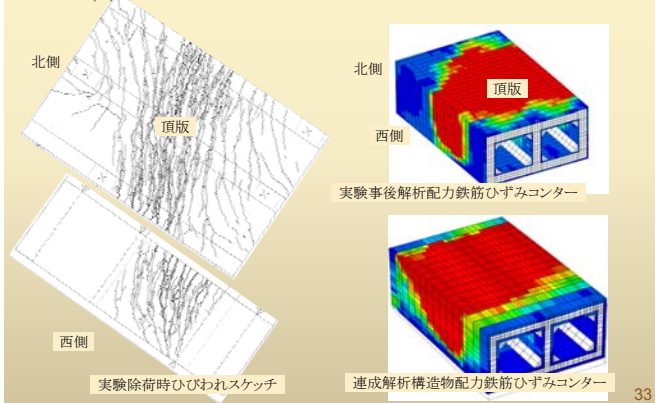 北側
頂版
西側
実験除荷時ひびわれスケッチ
北側
頂版
西側
実験事後解析配力鉄筋ひずみコンター
連成解析構造物配力鉄筋ひずみコンター
33